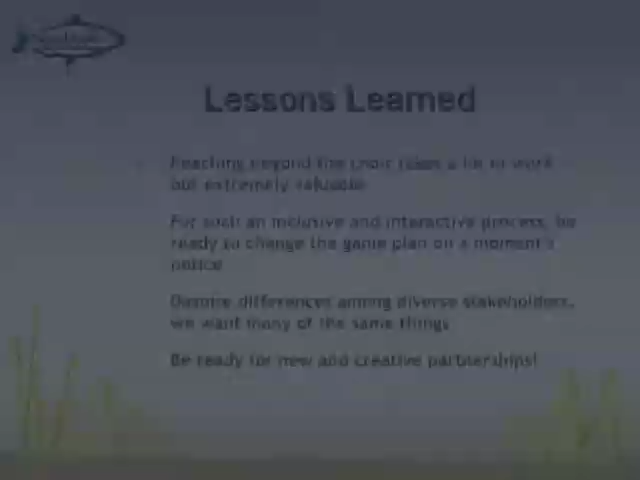 Lessons Learned
Reaching beyond the choir takes a lot of work
but extremely valuable
For such an inclusive and interactive process, be
ready to change the game plan on a moment's
notice
Despite differences among diverse stakeholders,
we want many of the same things
Be ready for new and creative partnerships!